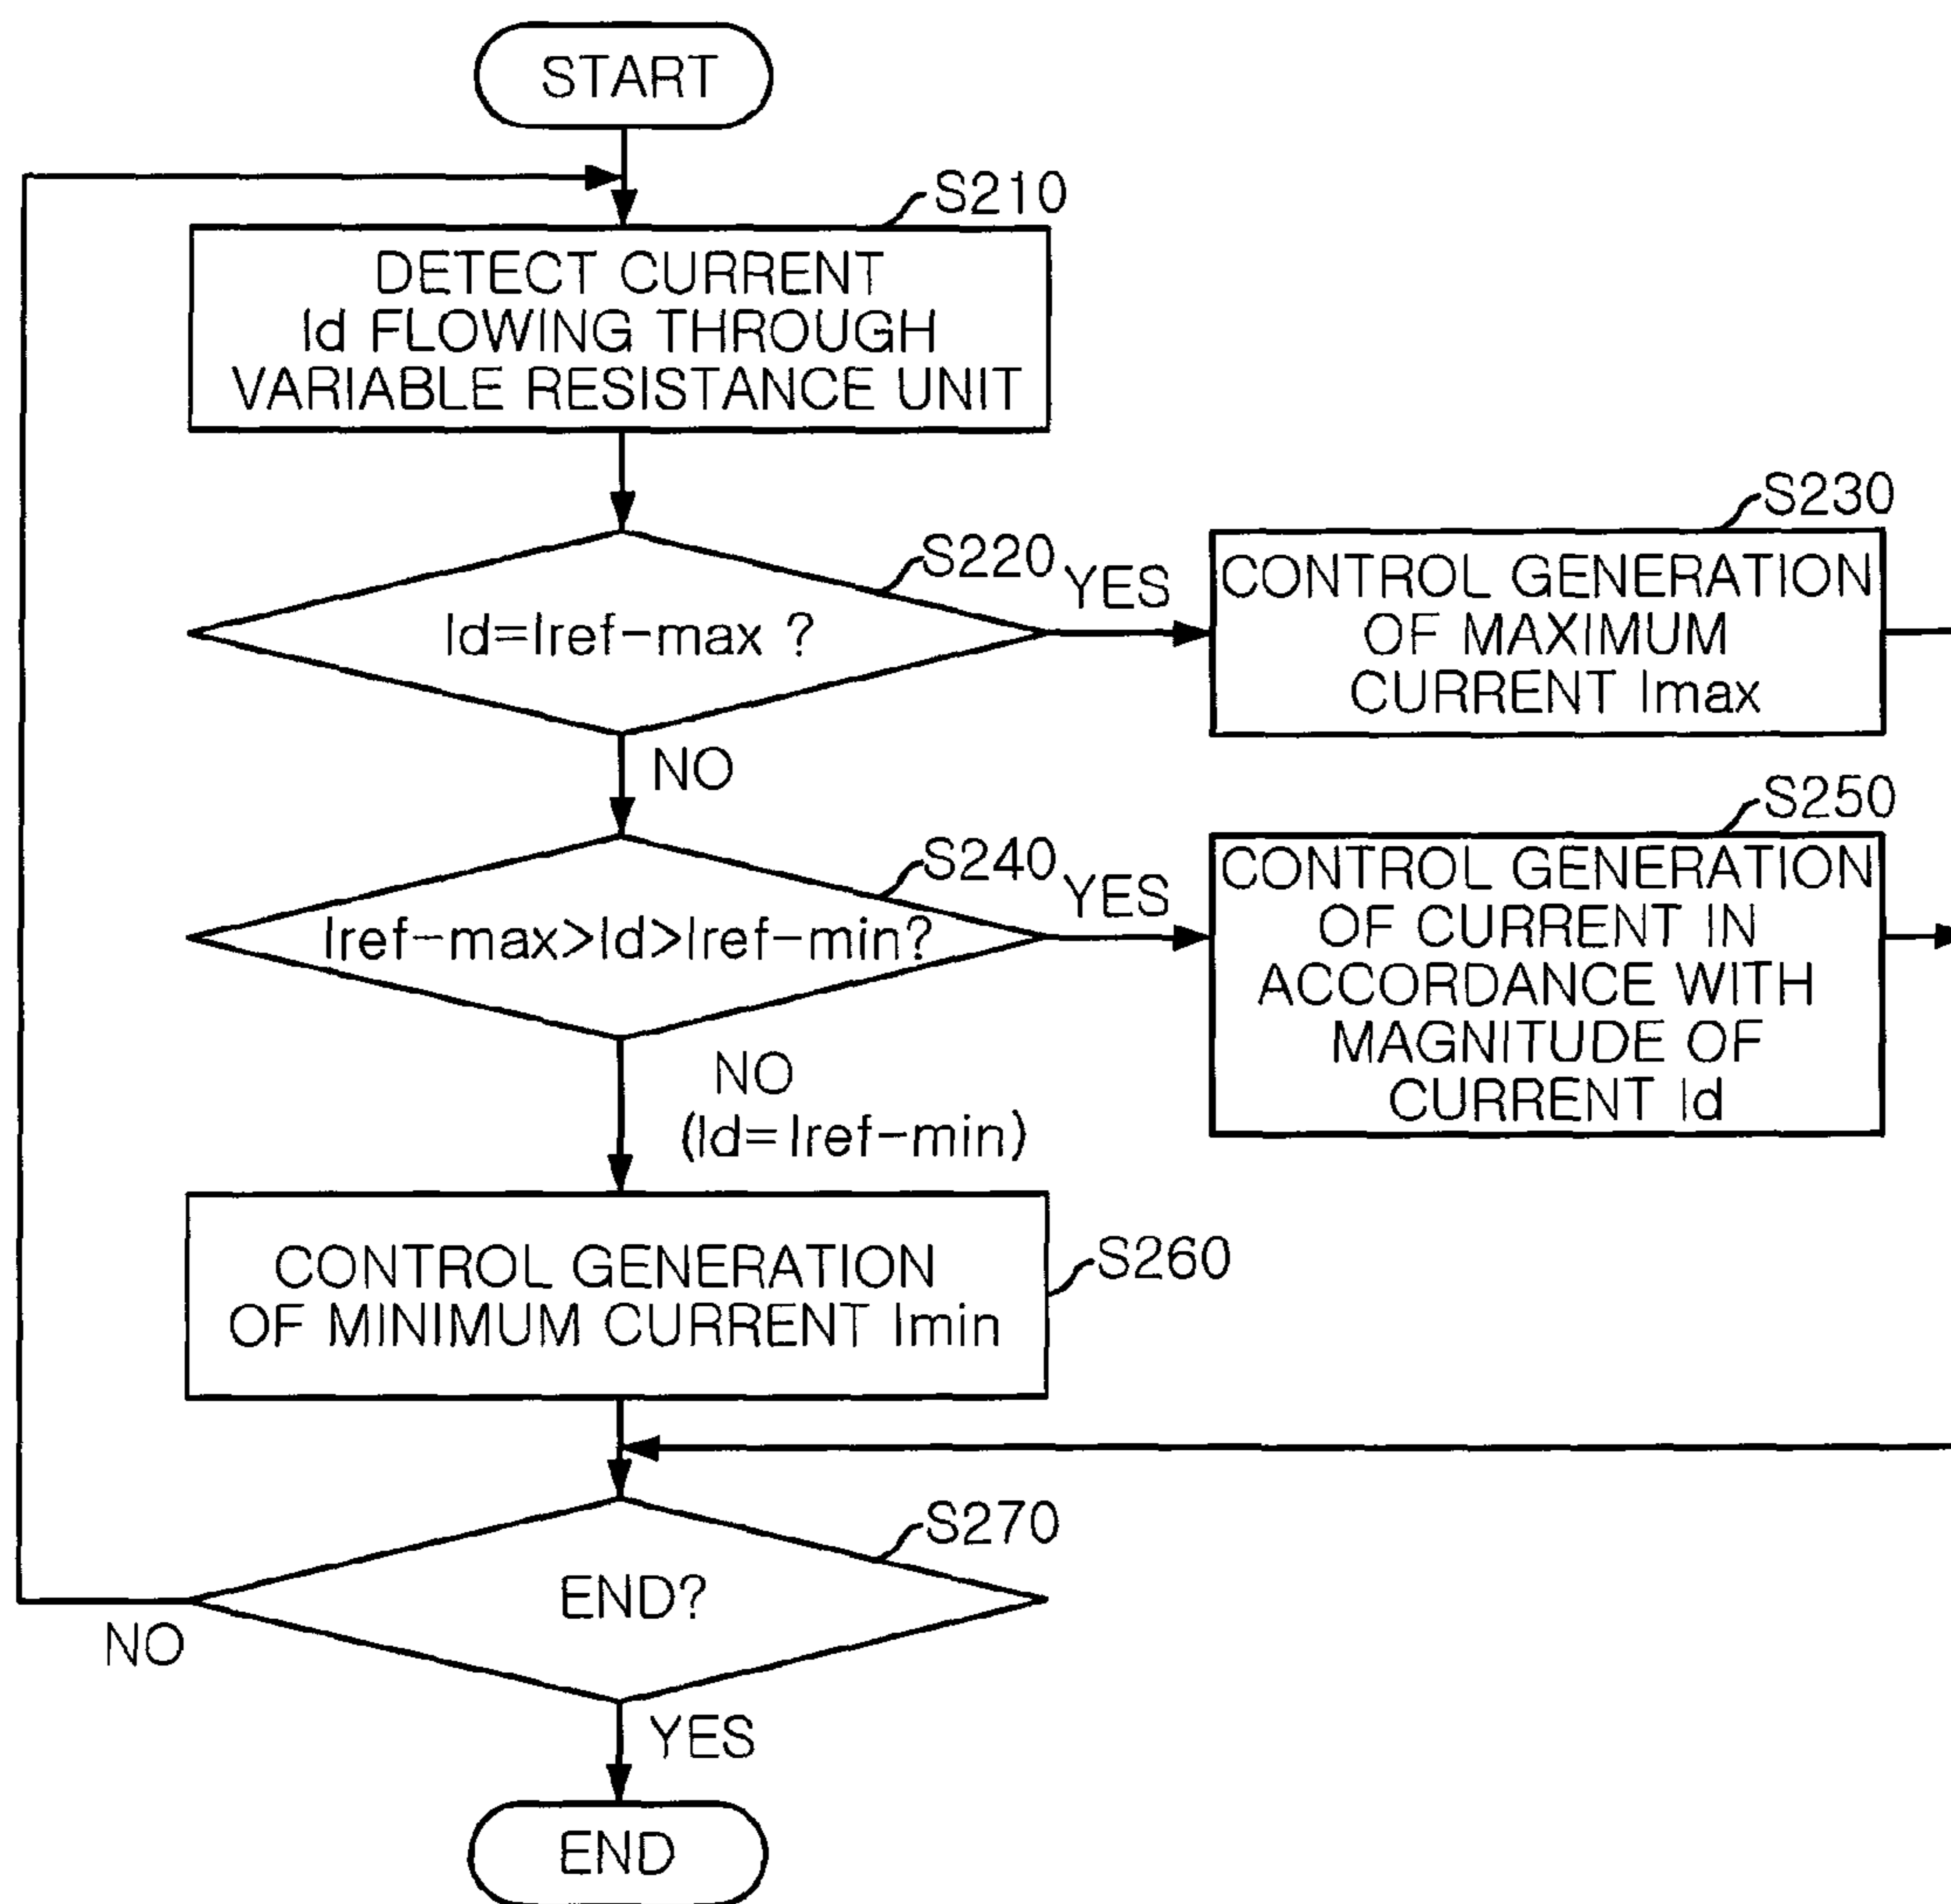 START
S210
DETECT CURRENT
Id FLOWING THROUGH
VARIABLE RESISTANCE UNIT
S220
Id=Iref-max ?
YES
S230
CONTROL GENERATION
OF MAXIMUM
CURRENT Imax
NO
S240
Iref-max>Id>Iref-min?
YES
S250
CONTROL GENERATION
OF CURRENT IN
ACCORDANCE WITH
MAGNITUDE OF
CURRENT Id
NO
(Id=Iref-min)
CONTROL GENERATION
OF MINIMUM CURRENT Imin
S260
S270
END?
NO
YES
END